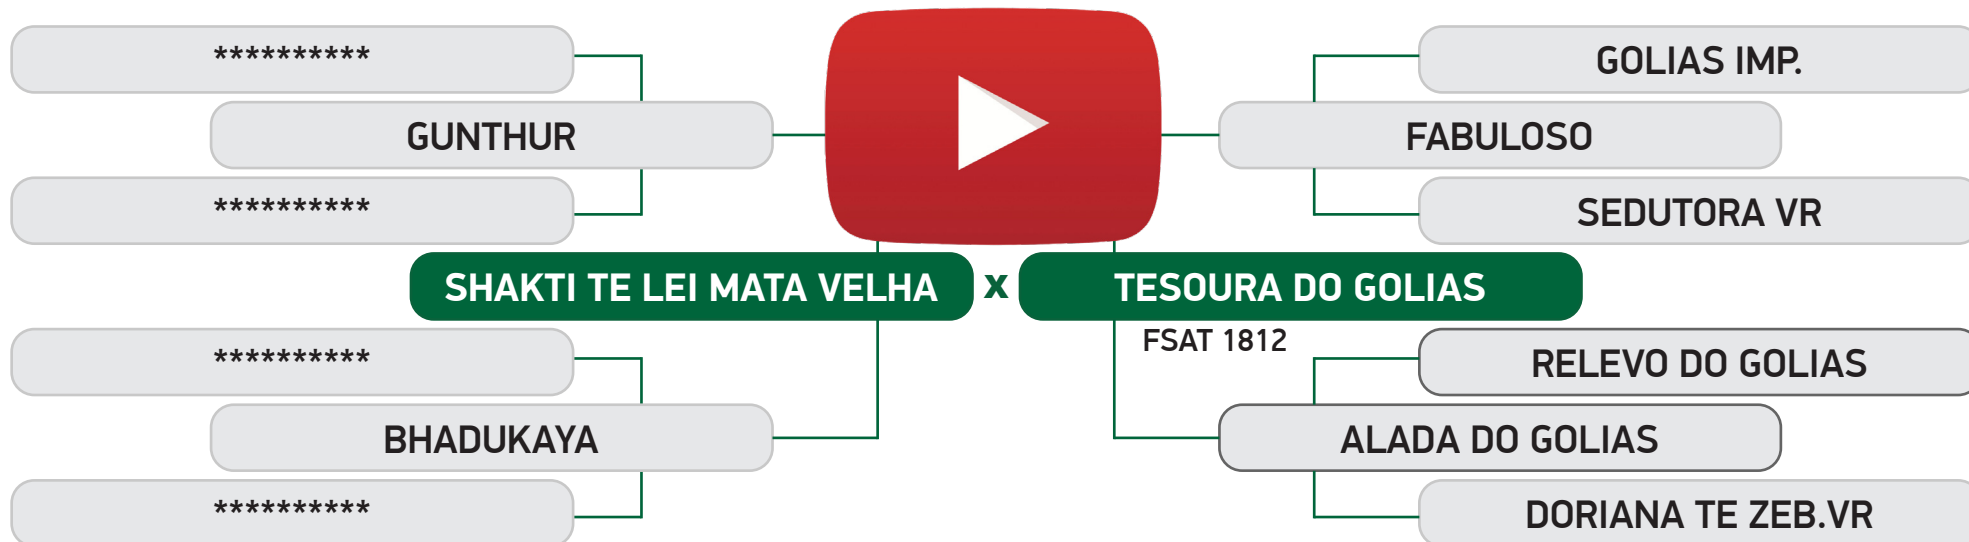 **********
GUNTHUR
**********
GOLIAS IMP.
FABULOSO
SEDUTORA VR
SHAKTI TE LEI MATA VELHA x TESOURA DO GOLIAS
FSAT 1812
**********
BHADUKAYA
**********
RELEVO DO GOLIAS
ALADA DO GOLIAS
DORIANA TE ZEB.VR